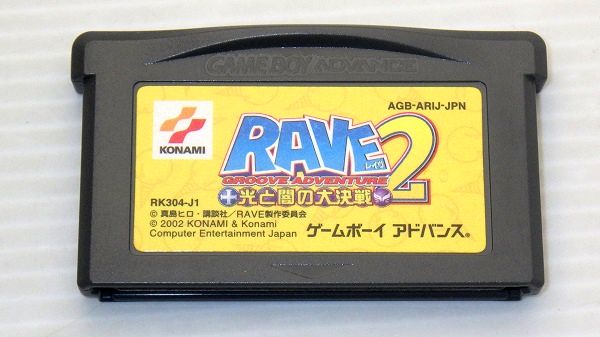 GAME BOY ADVANCE
AGB-ARIJ-JPN
KONAMI
RAVE 2
レイヴ
GROOVE ADVENTURE
光と闇の大決戦
RK304-J1
© 真島ヒロ・講談社/RAVE製作委員会
© 2002 KONAMI & Konami
Computer Entertainment Japan
ゲームボーイ アドバンス®